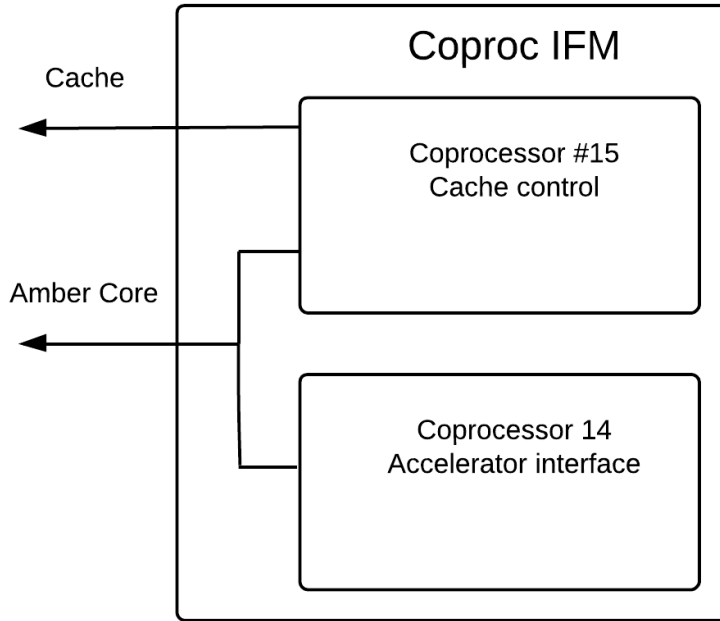 Coproc IFM
Cache
Coprocessor #15
Cache control
Amber Core
Coprocessor 14
Accelerator interface